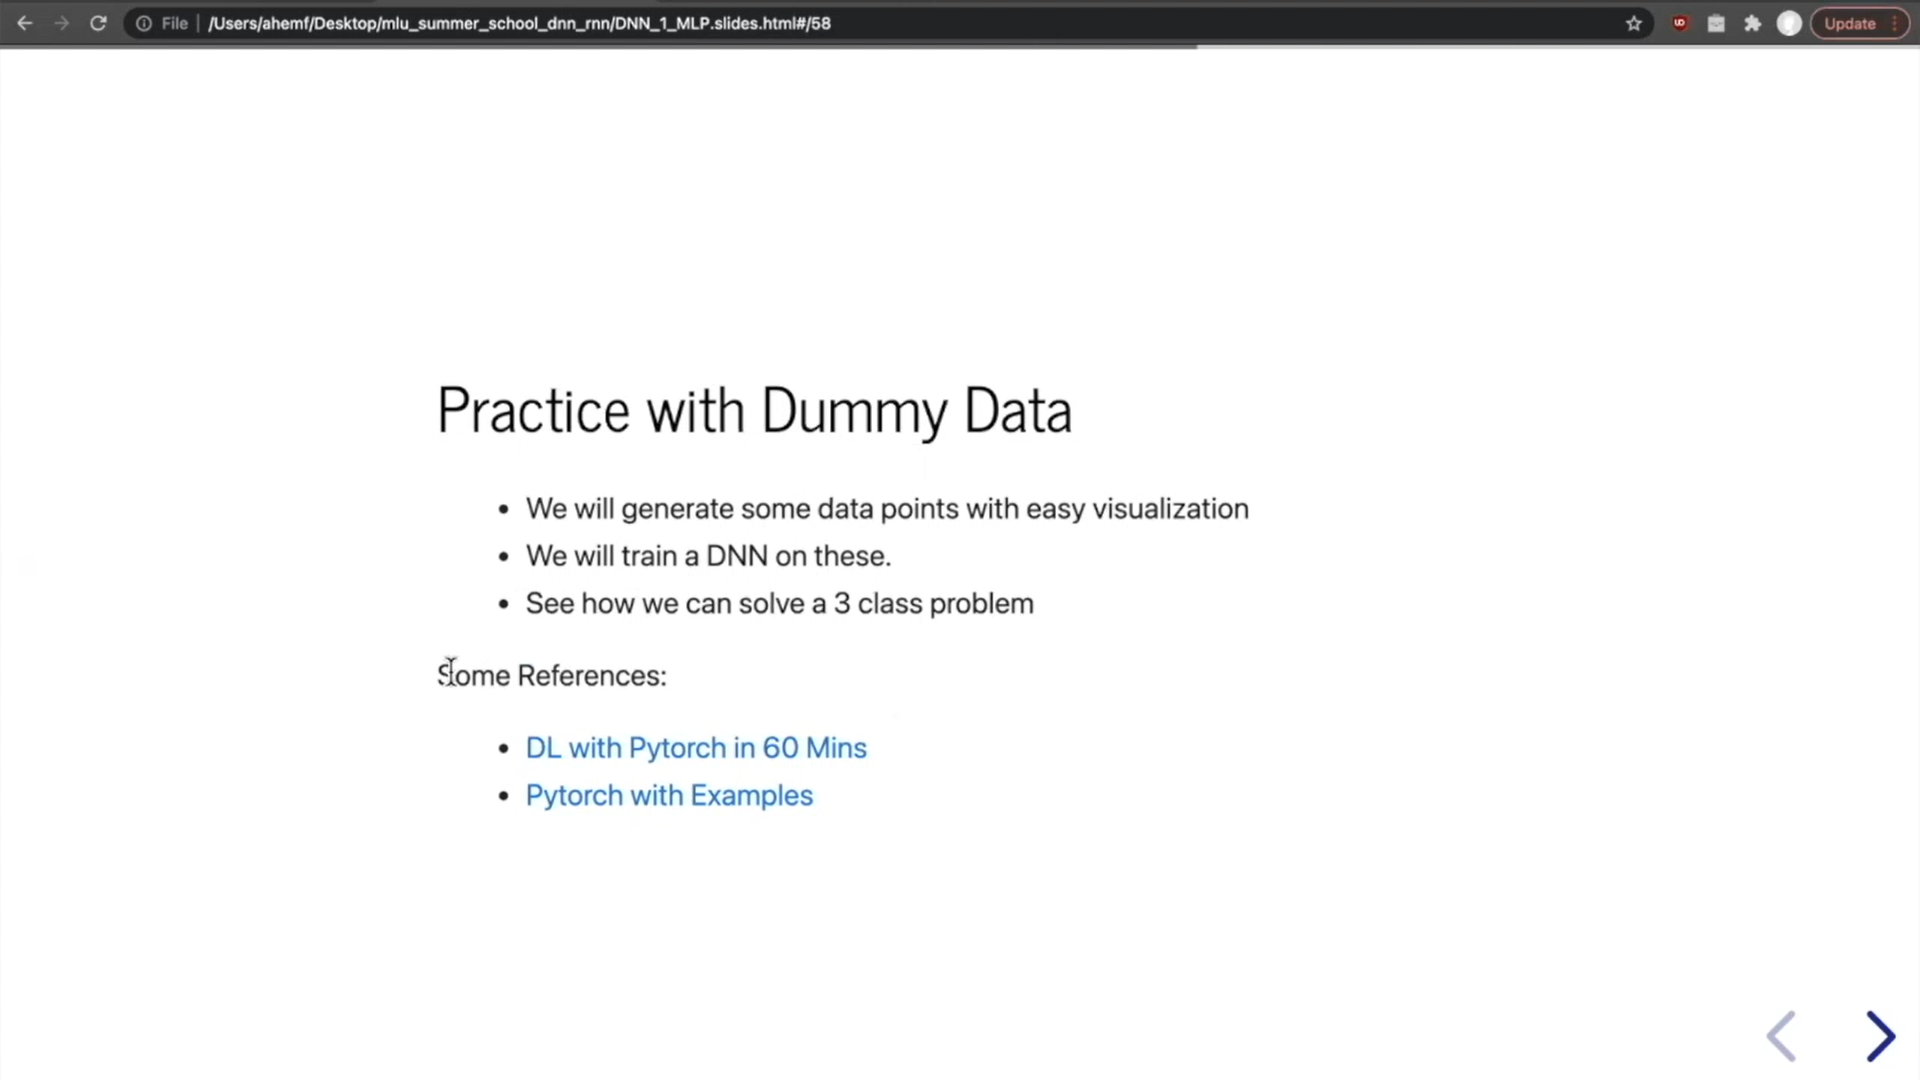 File | /Users/ahemf/Desktop/mlu_summer_school_dnn_rnn/DNN_1_MLP.slides.html#/58 Update
Practice with Dummy Data
• We will generate some data points with easy visualization
• We will train a DNN on these.
• See how we can solve a 3 class problem
Some References:
• DL with Pytorch in 60 Mins
• Pytorch with Examples